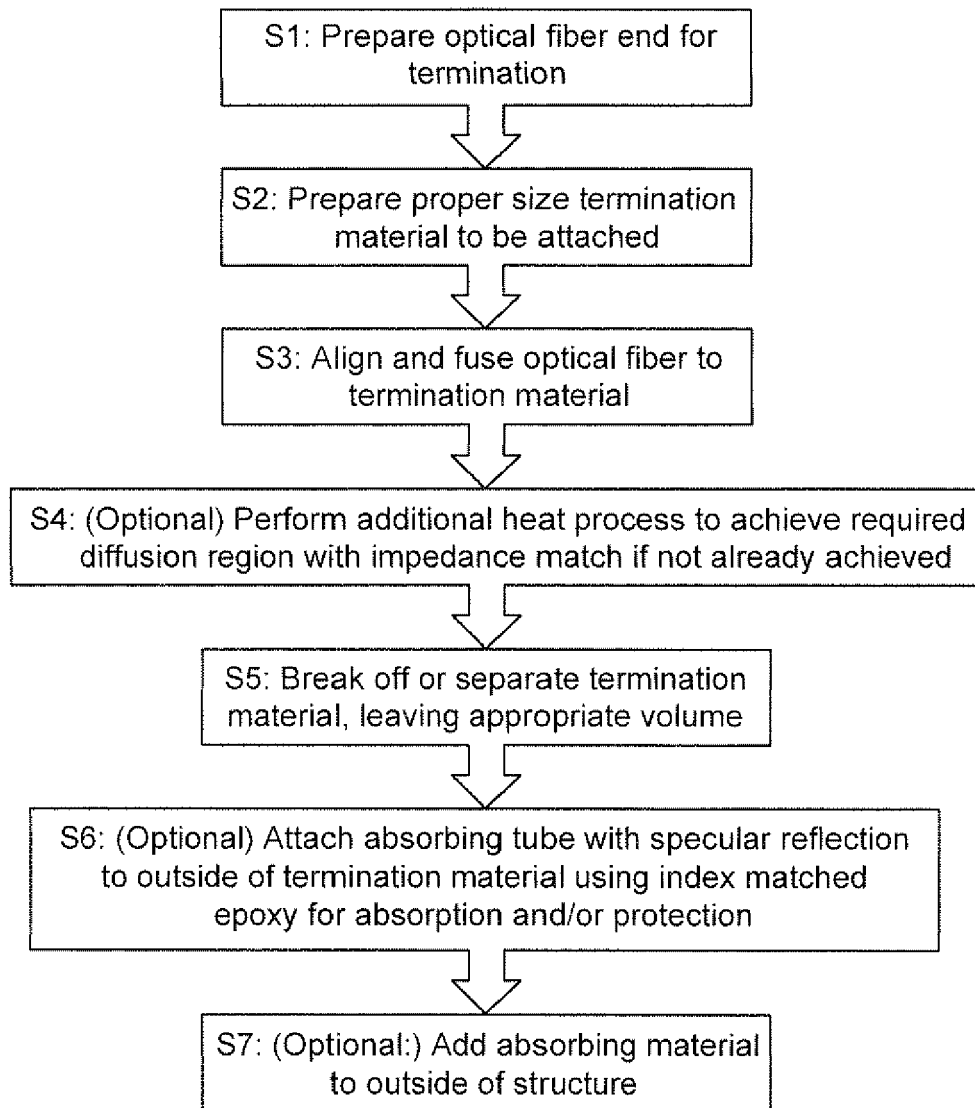 S1: Prepare optical fiber end for
termination
S2: Prepare proper size termination
material to be attached
S3: Align and fuse optical fiber to
termination material
S4: (Optional) Perform additional heat process to achieve required
diffusion region with impedance match if not already achieved
S5: Break off or separate termination
material, leaving appropriate volume
S6: (Optional) Attach absorbing tube with specular reflection
to outside of termination material using index matched
epoxy for absorption and/or protection
S7: (Optional:) Add absorbing material
to outside of structure